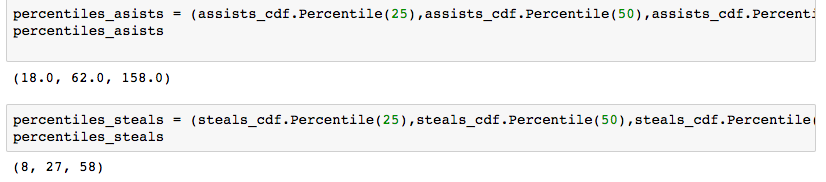 percentiles_asists = (assists_cdf.Percentile(25),assists_cdf.Percentile(50),assists_cdf.Percenti
percentiles_asists
(18.0, 62.0, 158.0)
percentiles_steals = (steals_cdf.Percentile(25),steals_cdf.Percentile(50),steals_cdf.Percentile(
percentiles_steals
(8, 27, 58)